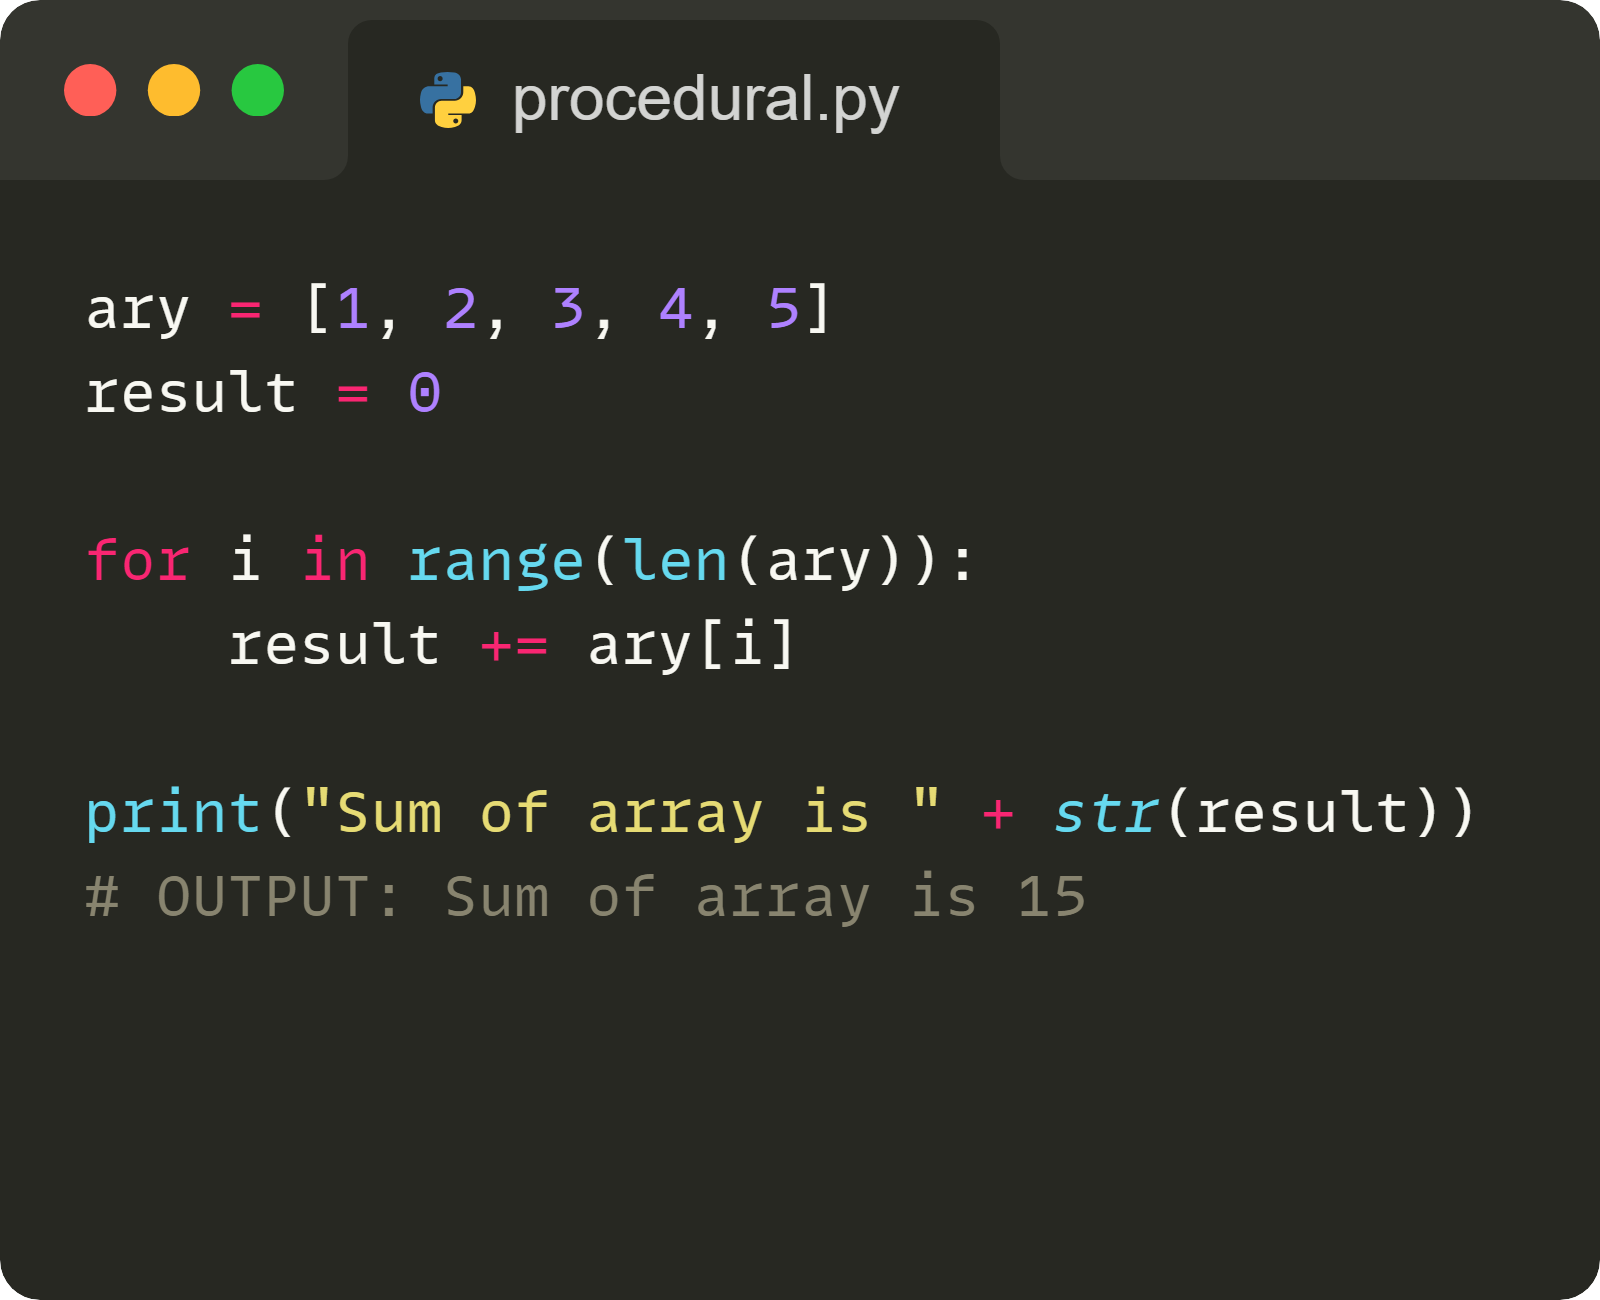 procedural.py
ary = [1, 2, 3, 4, 5]
result = 0
for i in range(len(ary)):
    result += ary[i]
print("Sum of array is " + str(result))
# OUTPUT: Sum of array is 15